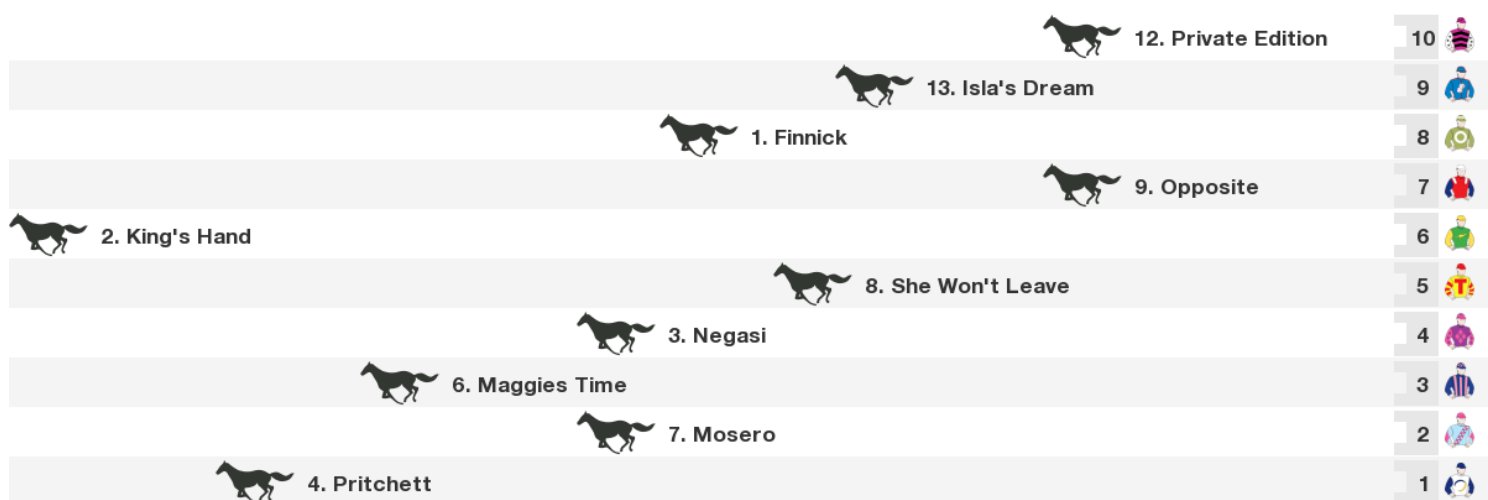 12. Private Edition 10
13. Isla's Dream 9
1. Finnick 8
9. Opposite 7
2. King's Hand 6
8. She Won't Leave 5
T
3. Negasi 4
6. Maggies Time 3
7. Mosero 2
4. Pritchett 1